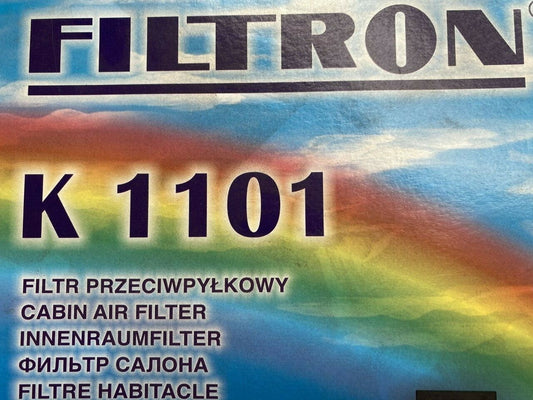 FILTRON
K 1101
FILTR PRZECIWPYŁKOWY
CABIN AIR FILTER
INNENRAUMFILTER
ФИЛЬТР САЛОНА
FILTRE HABITACLE